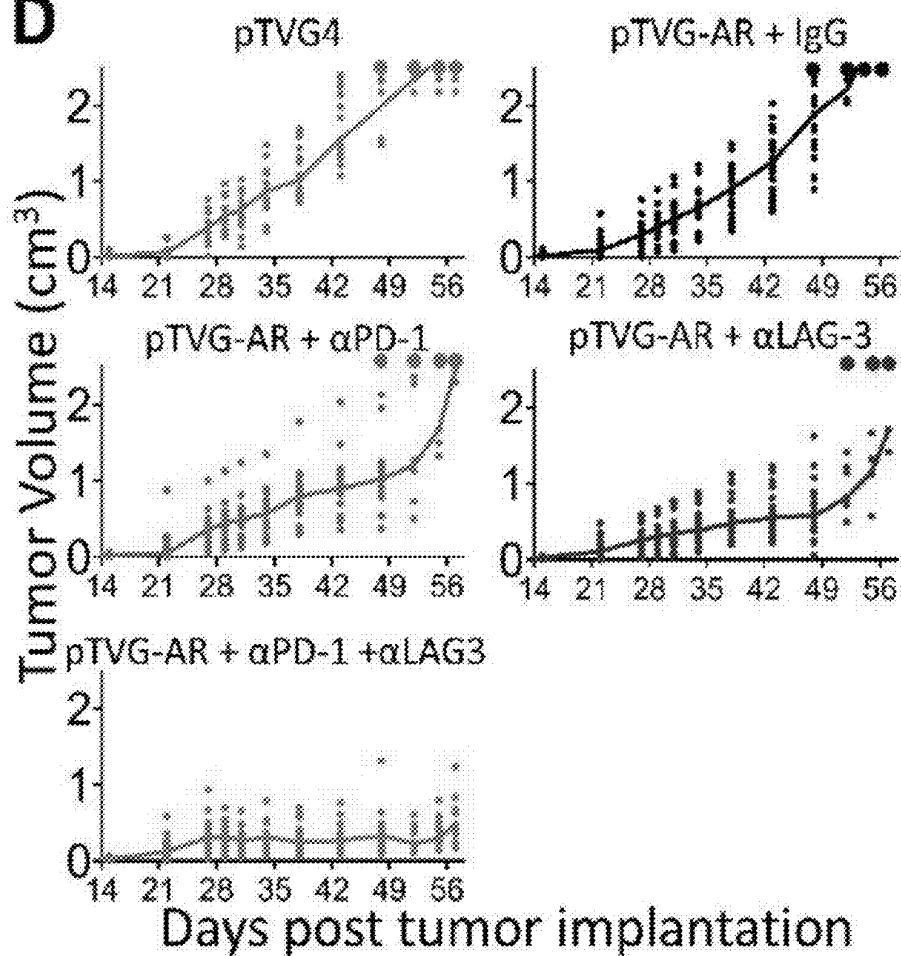 D
pTVG4
pTVG-AR + IgG
2
1
0
14 21 28 35 42 49 56
2
1
0
14 21 28 35 42 49 56
pTVG-AR + αPD-1
pTVG-AR + αLAG-3
2
1
0
14 21 28 35 42 49 56
2
1
0
14 21 28 35 42 49 56
pTVG-AR + αPD-1 +αLAG3
2
1
0
14 21 28 35 42 49 56
Tumor Volume (cm³)
Days post tumor implantation